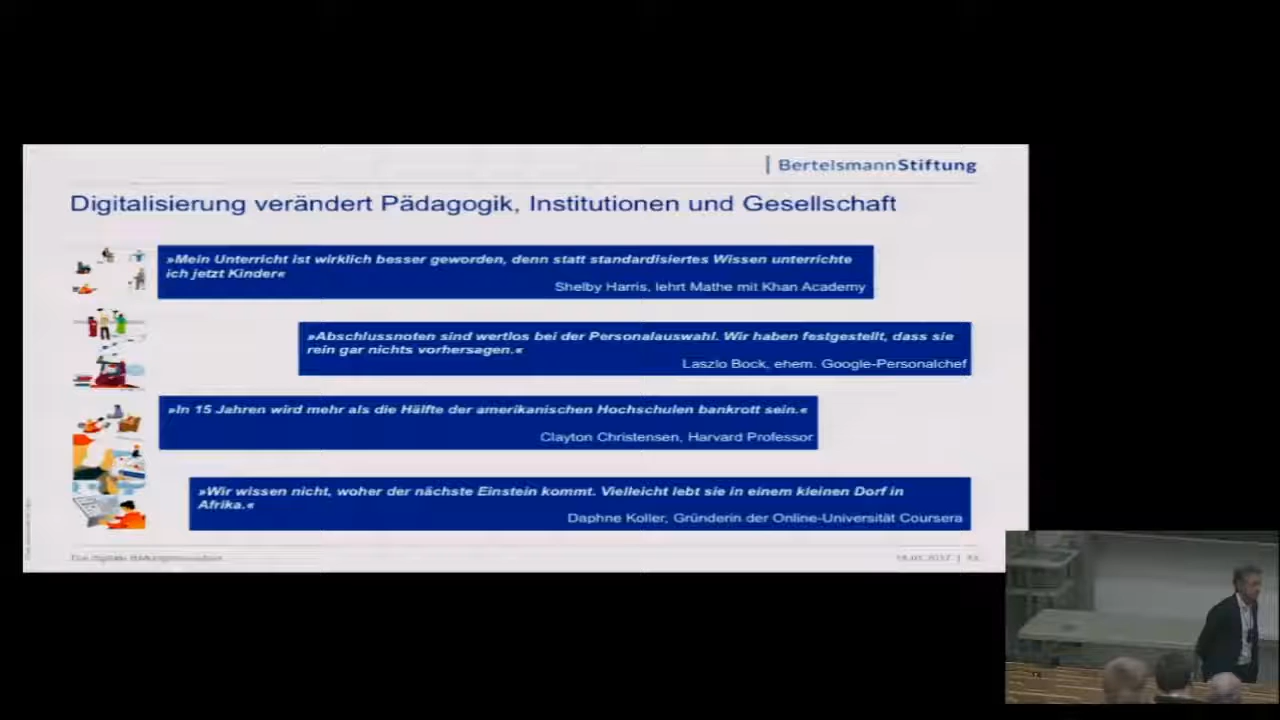 BertelsmannStiftung
Digitalisierung verändert Pädagogik, Institutionen und Gesellschaft
»Mein Unterricht ist wirklich besser geworden, denn statt standardisiertes Wissen unterrichte
ich jetzt Kinder«
Shelby Harris, lehrt Mathe mit Khan Academy
»Abschlussnoten sind wertlos bei der Personalauswahl. Wir haben festgestellt, dass sie
rein gar nichts vorhersagen.«
Laszlo Bock, ehem. Google-Personalchef
»In 15 Jahren wird mehr als die Hälfte der amerikanischen Hochschulen bankrott sein.«
Clayton Christensen, Harvard Professor
»Wir wissen nicht, woher der nächste Einstein kommt. Vielleicht lebt sie in einem kleinen Dorf in
Afrika.«
Daphne Koller, Gründerin der Online-Universität Coursera